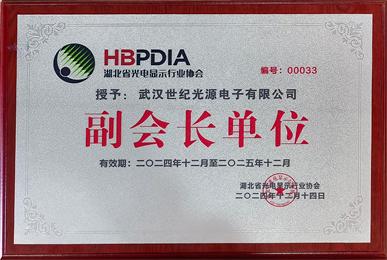 HBPDIA
湖北省光电显示行业协会
编号：00033
授予：武汉世纪光源电子有限公司
副会长单位
有效期：二〇二四年十二月至二〇二五年十二月
湖北省光电显示行业协会
二〇二四年十二月十四日